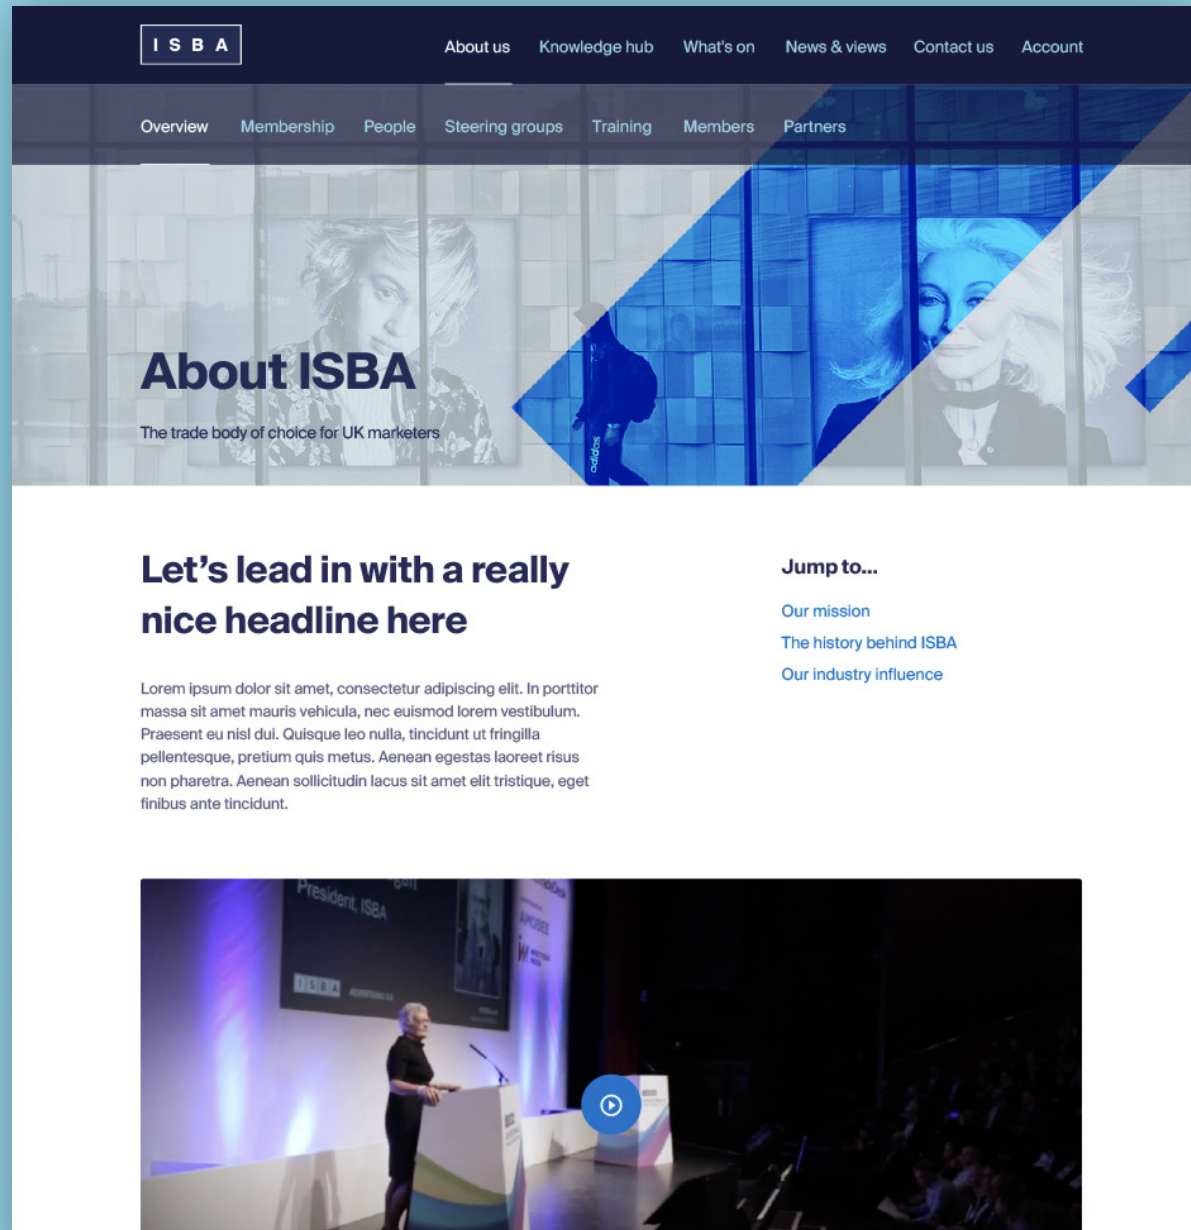 ISBA
About us Knowledge hub What's on News & views Contact us Account
Overview Membership People Steering groups Training Members Partners
About ISBA
The trade body of choice for UK marketers
adidas
Let's lead in with a really
nice headline here
Lorem ipsum dolor sit amet, consectetur adipiscing elit. In porttitor
massa sit amet mauris vehicula, nec euismod lorem vestibulum.
Praesent eu nisl dui. Quisque leo nulla, tincidunt ut fringilla
pellentesque, pretium quis metus. Aenean egestas laoreet risus
non pharetra. Aenean sollicitudin lacus sit amet elit tristique, eget
finibus ante tincidunt.
Jump to...
Our mission
The history behind ISBA
Our industry influence
President, ISBA
AMOBEE
ISBA